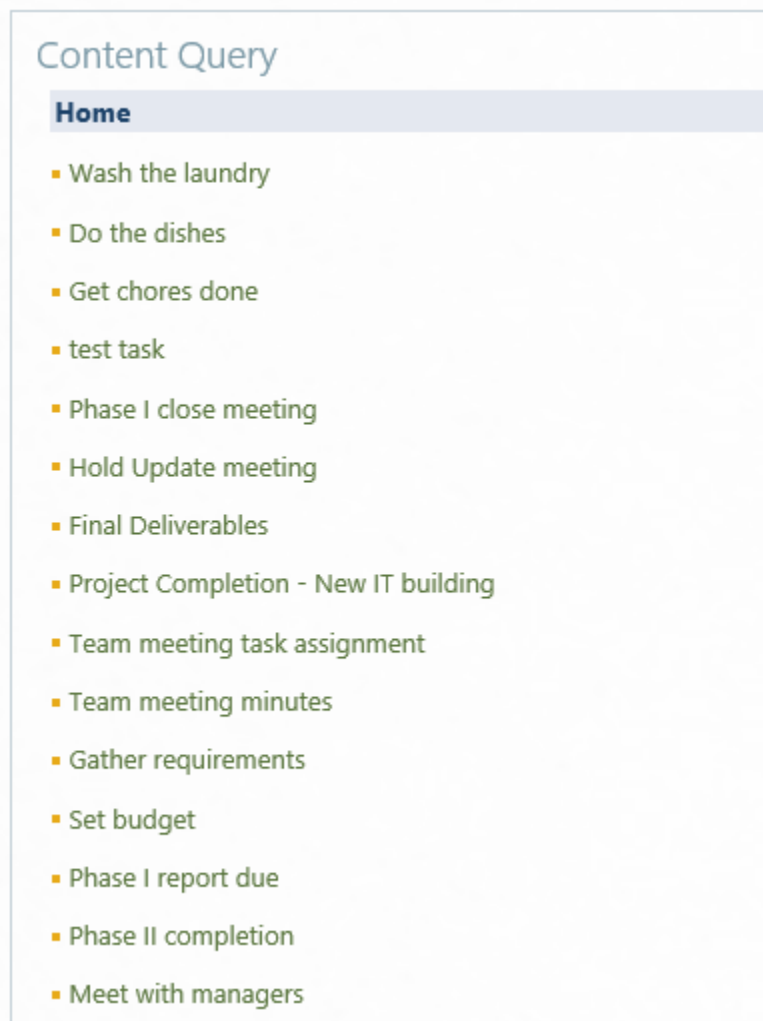 Content Query
Home
Wash the laundry
Do the dishes
Get chores done
test task
Phase I close meeting
Hold Update meeting
Final Deliverables
Project Completion - New IT building
Team meeting task assignment
Team meeting minutes
Gather requirements
Set budget
Phase I report due
Phase II completion
Meet with managers